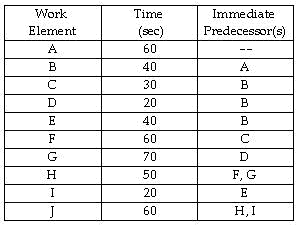 Work Element Time (sec) Immediate Predecessor(s)
A 60 --
B 40 A
C 30 B
D 20 B
E 40 B
F 60 C
G 70 D
H 50 F, G
I 20 E
J 60 H, I